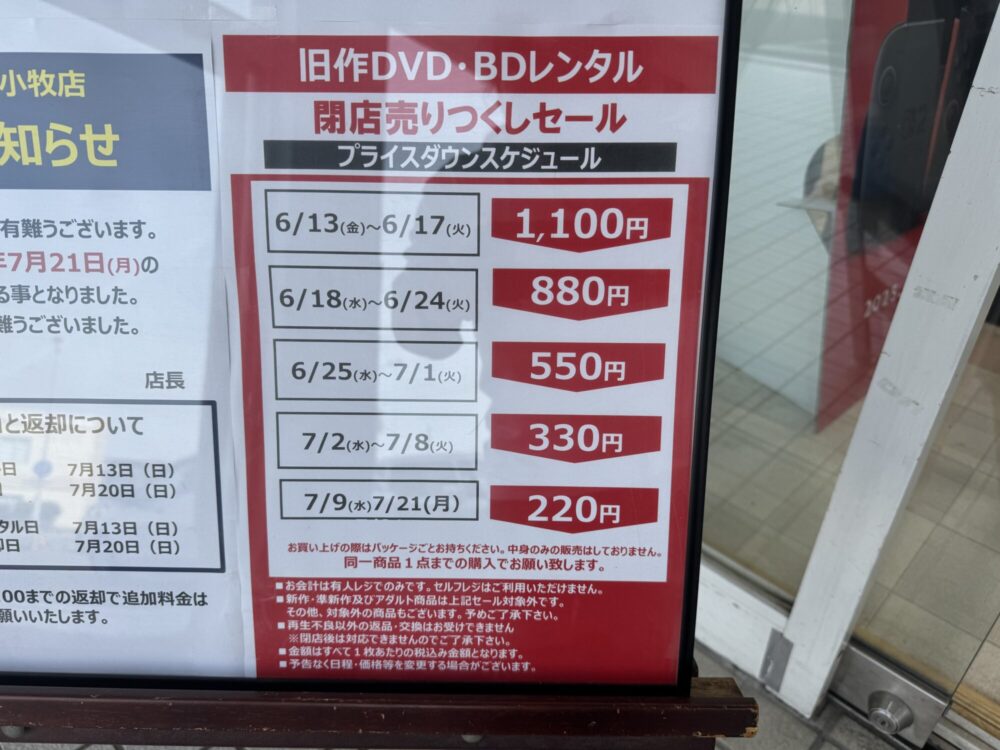 小牧店
知らせ
有難うございます。
年7月21日(月)の
る事となりました。
難うございました。
店長
と返却について
日 7月13日（日）
7月20日（日）
タル日 7月13日（日）
却日 7月20日（日）
00までの返却で追加料金は
願いいたします。
旧作DVD・BDレンタル
閉店売りつくしセール
プライスダウンスケジュール
6/13(金)～6/17(火) 1,100円
6/18(水)～6/24(火) 880円
6/25(水)～7/1(火) 550円
7/2(水)～7/8(火) 330円
7/9(水)7/21(月) 220円
お買い上げの際はパッケージごとお持ちください。中身のみの販売はしておりません。
同一商品１点までの購入でお願い致します。
■お会計は有人レジでのみです。セルフレジはご利用いただけません。
■新作・準新作及びアダルト商品は上記セール対象外です。
その他、対象外の商品もございます。予めご了承下さい。
■再生不良以外の返品・交換はお受けできません
※閉店後は対応できませんのでご了承下さい。
■金額はすべて１枚あたりの税込み金額となります。
■予告なく日程・価格等を変更する場合がございます。